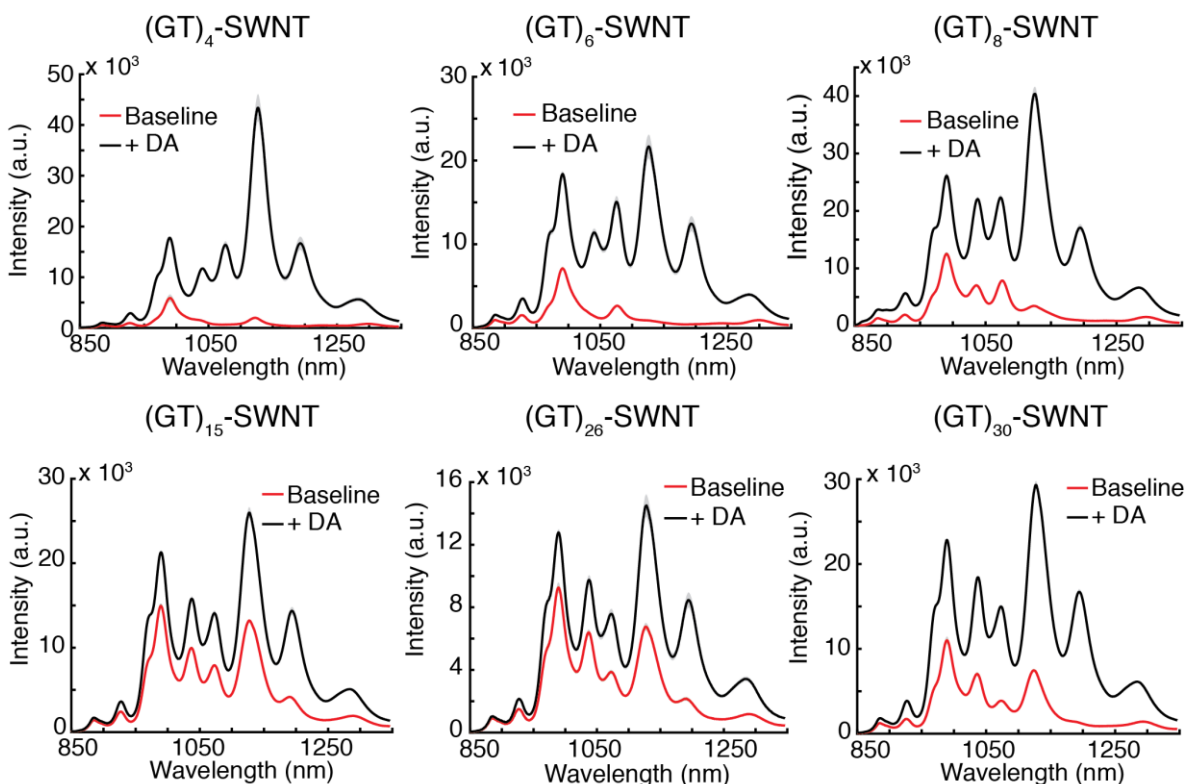 (GT)₄-SWNT
x 10³
50
40
30
20
10
0
Intensity (a.u.)
Baseline
+ DA
850
1050
1250
Wavelength (nm)
(GT)₆-SWNT
x 10³
30
20
10
0
Intensity (a.u.)
Baseline
+ DA
850
1050
1250
Wavelength (nm)
(GT)₈-SWNT
x 10³
40
30
20
10
0
Intensity (a.u.)
Baseline
+ DA
850
1050
1250
Wavelength (nm)
(GT)₁₅-SWNT
x 10³
30
20
10
0
Intensity (a.u.)
Baseline
+ DA
850
1050
1250
Wavelength (nm)
(GT)₂₆-SWNT
x 10³
16
12
8
4
0
Intensity (a.u.)
Baseline
+ DA
850
1050
1250
Wavelength (nm)
(GT)₃₀-SWNT
x 10³
30
20
10
0
Intensity (a.u.)
Baseline
+ DA
850
1050
1250
Wavelength (nm)